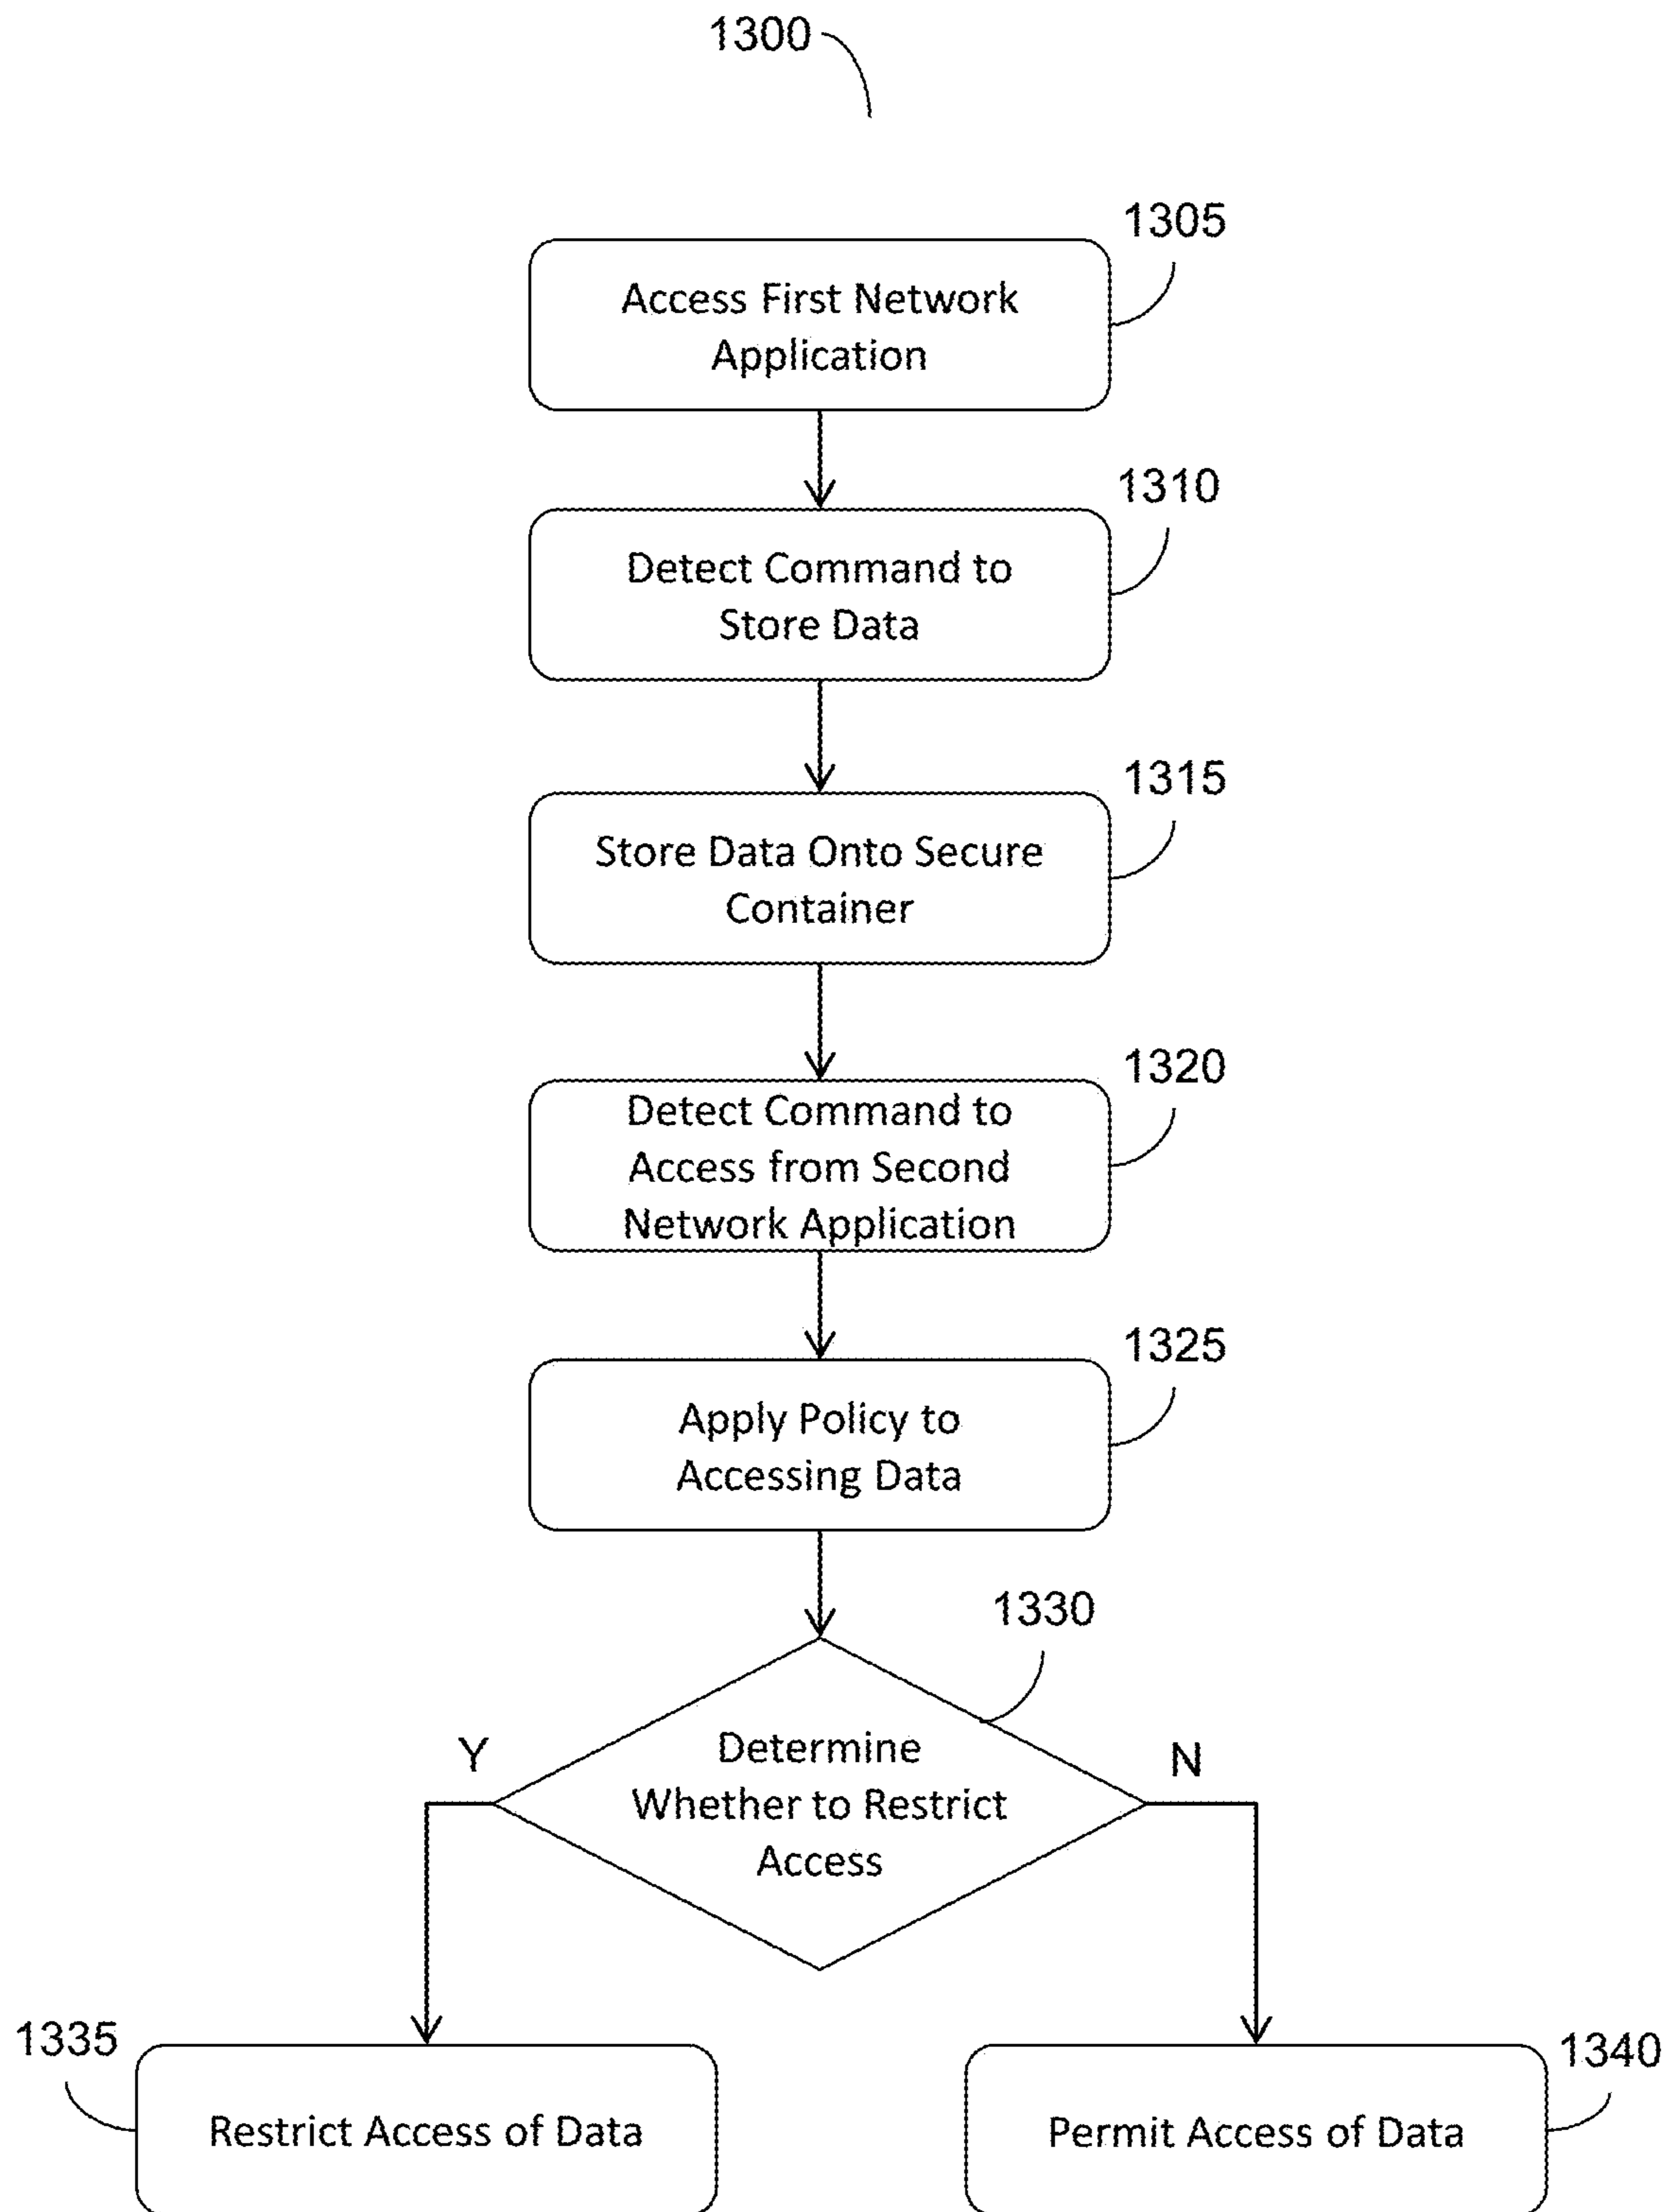 1300
1305
Access First Network
Application
1310
Detect Command to
Store Data
1315
Store Data Onto Secure
Container
1320
Detect Command to
Access from Second
Network Application
1325
Apply Policy to
Accessing Data
1330
Y
N
Determine
Whether to Restrict
Access
1335
Restrict Access of Data
1340
Permit Access of Data